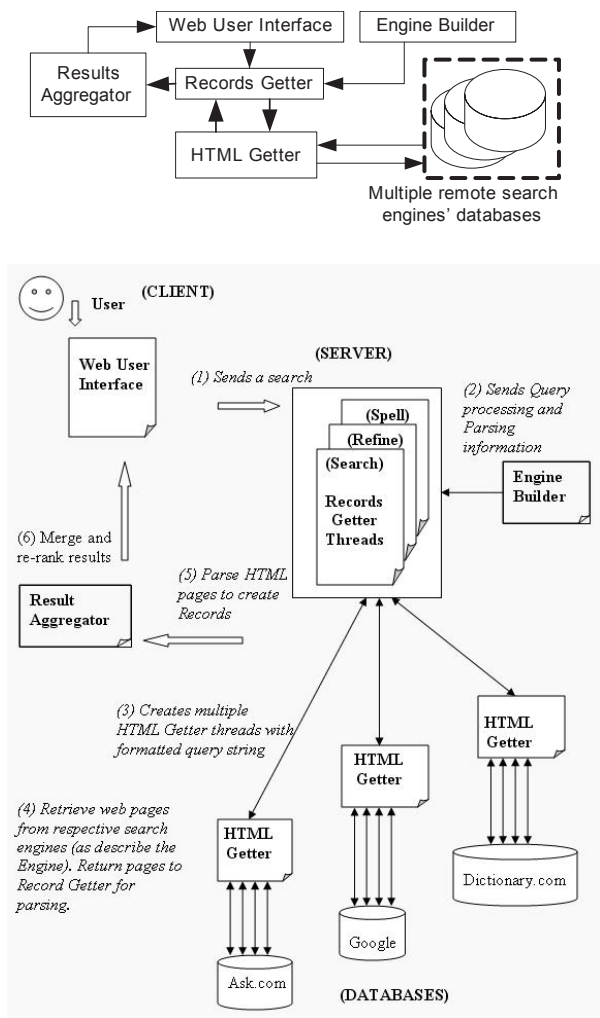 Web User Interface
Engine Builder
Results
Aggregator
Records Getter
HTML Getter
Multiple remote search
engines' databases
User
(CLIENT)
Web User
Interface
(1) Sends a search
(SERVER)
(Spell)
(Refine)
(Search)
Records
Getter
Threads
(2) Sends Query
processing and
Parsing
information
Engine
Builder
(6) Merge and
re-rank results
(5) Parse HTML
pages to create
Records
Result
Aggregator
(3) Creates multiple
HTML Getter threads with
formatted query string
HTML
Getter
HTML
Getter
(4) Retrieve web pages
from respective search
engines (as describe the
Engine). Return pages to
Record Getter for
parsing.
HTML
Getter
Dictionary.com
Google
Ask.com
(DATABASES)